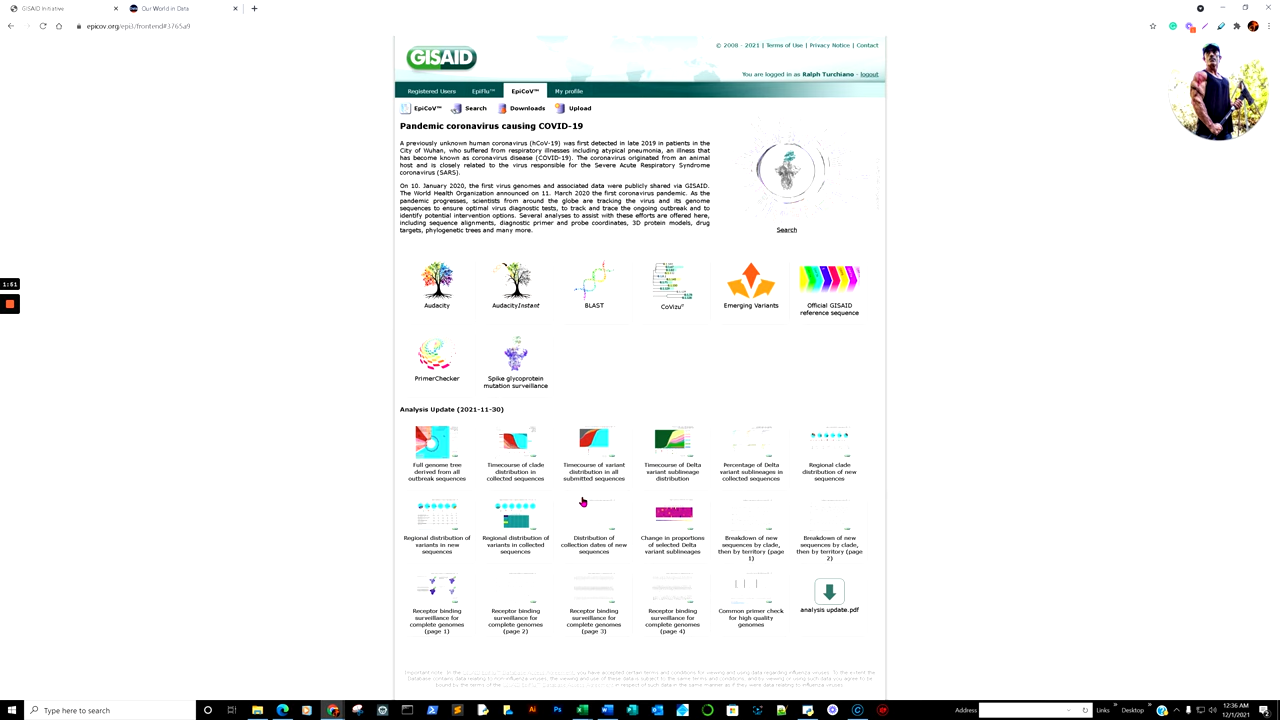 GISAID Initiative
Our World in Data
epicov.org/epi3/frontend#3765a9
GISAID
© 2008 - 2021 | Terms of Use | Privacy Notice | Contact
You are logged in as Ralph Turchiano - logout
Registered Users EpiFlu™ EpiCoV™ My profile
EpiCoV™ Search Downloads Upload
Pandemic coronavirus causing COVID-19
A previously unknown human coronavirus (hCoV-19) was first detected in late 2019 in patients in the
City of Wuhan, who suffered from respiratory illnesses including atypical pneumonia, an illness that
has become known as coronavirus disease (COVID-19). The coronavirus originated from an animal
host and is closely related to the virus responsible for the Severe Acute Respiratory Syndrome
coronavirus (SARS).
On 10. January 2020, the first virus genomes and associated data were publicly shared via GISAID.
The World Health Organization announced on 11. March 2020 the first coronavirus pandemic. As the
pandemic progresses, scientists from around the globe are tracking the virus and its genome
sequences to ensure optimal virus diagnostic tests, to track and trace the ongoing outbreak and to
identify potential intervention options. Several analyses to assist with these efforts are offered here,
including sequence alignments, diagnostic primer and probe coordinates, 3D protein models, drug
targets, phylogenetic trees and many more.
Search
1:51
Audacity
AudacityInstant
BLAST
CoVizu
Emerging Variants
Official GISAID
reference sequence
PrimerChecker
Spike glycoprotein
mutation surveillance
Analysis Update (2021-11-30)
Full genome tree
derived from all
outbreak sequences
Timecourse of clade
distribution in
collected sequences
Timecourse of variant
distribution in all
submitted sequences
Timecourse of Delta
variant sublineage
distribution
Percentage of Delta
variant sublineages in
collected sequences
Regional clade
distribution of new
sequences
Regional distribution of
variants in new
sequences
Regional distribution of
variants in collected
sequences
Distribution of
collection dates of new
sequences
Change in proportions
of selected Delta
variant sublineages
Breakdown of new
sequences by clade,
then by territory (page
1)
Breakdown of new
sequences by clade,
then by territory (page
2)
Receptor binding
surveillance for
complete genomes
(page 1)
Receptor binding
surveillance for
complete genomes
(page 2)
Receptor binding
surveillance for
complete genomes
(page 3)
Receptor binding
surveillance for
complete genomes
(page 4)
Common primer check
for high quality
genomes
analysis update.pdf
Type here to search
Address
Links
Desktop
12:36 AM
12/1/2021